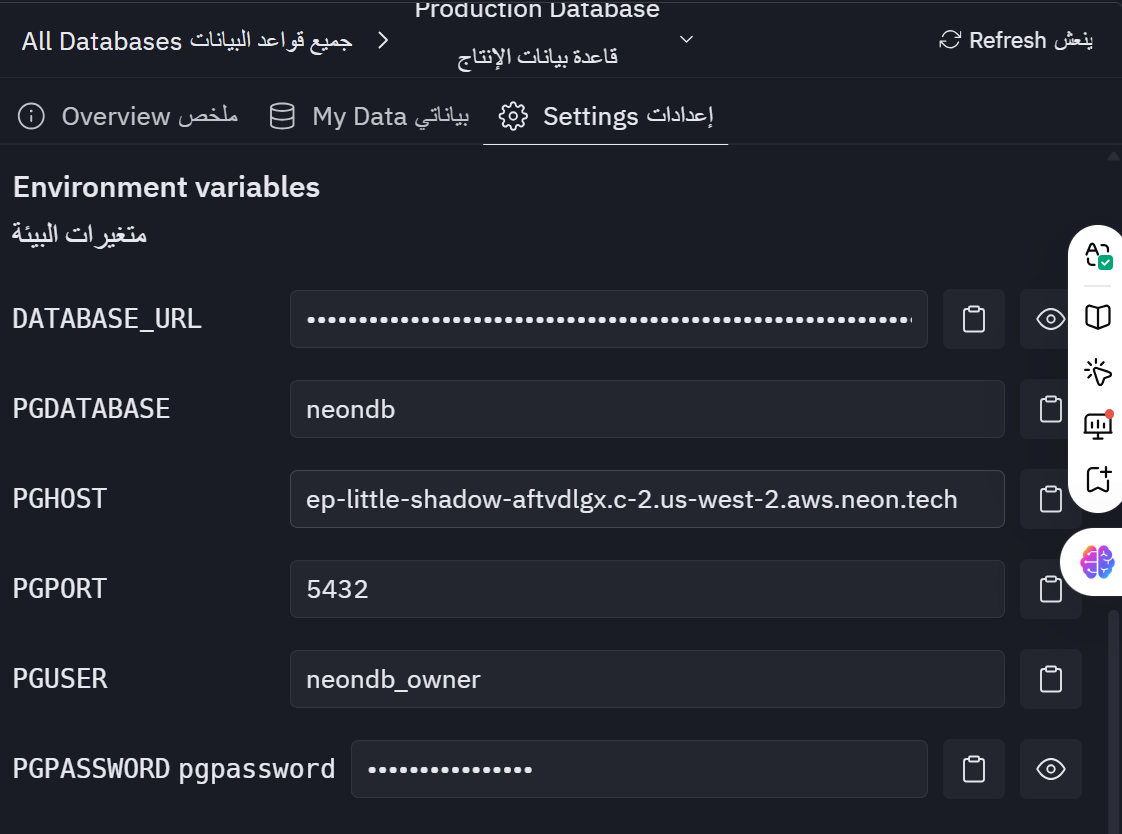 Production Database
All Databases جميع قواعد البيانات
قاعدة بيانات الإنتاج
Refresh ينعش
Overview ملخص
My Data بياناتي
Settings إعدادات
Environment variables
متغيرات البيئة
DATABASE_URL
PGDATABASE neondb
PGHOST ep-little-shadow-aftvdlgx.c-2.us-west-2.aws.neon.tech
PGPORT 5432
PGUSER neondb_owner
PGPASSWORD pgpassword